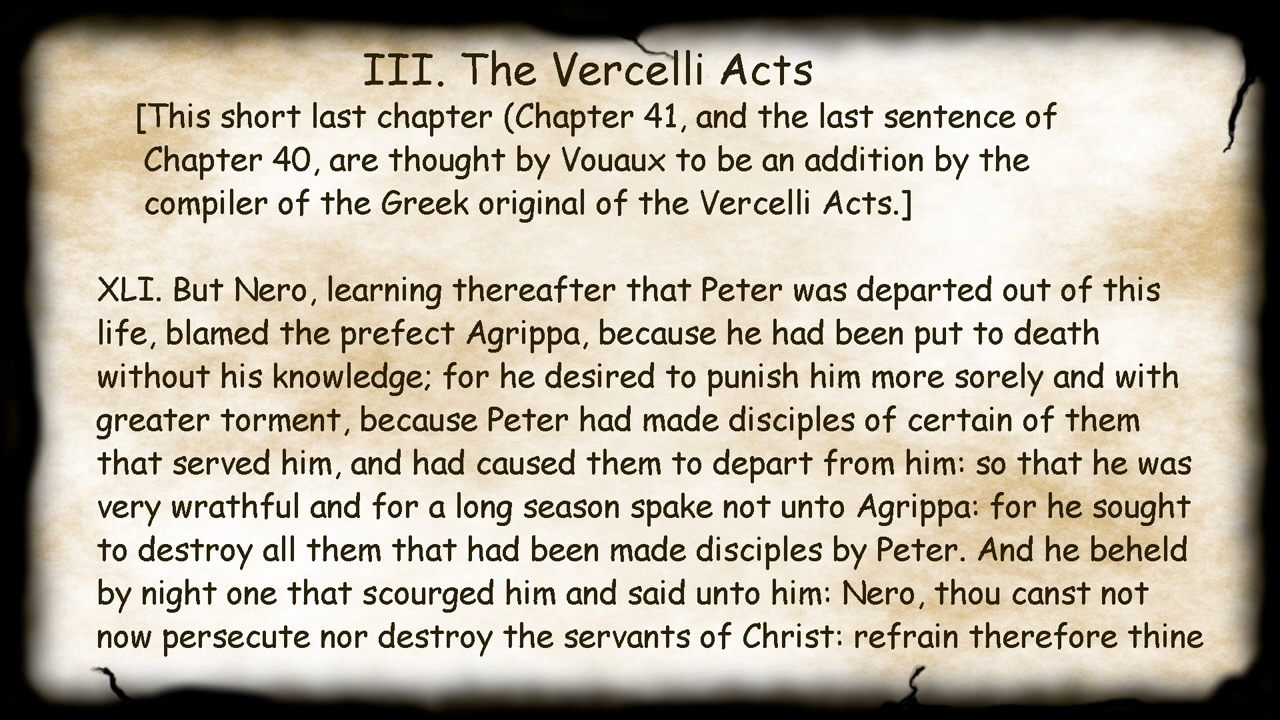 III. The Vercelli Acts
[This short last chapter (Chapter 41, and the last sentence of
Chapter 40, are thought by Vouaux to be an addition by the
compiler of the Greek original of the Vercelli Acts.]
XLI. But Nero, learning thereafter that Peter was departed out of this
life, blamed the prefect Agrippa, because he had been put to death
without his knowledge; for he desired to punish him more sorely and with
greater torment, because Peter had made disciples of certain of them
that served him, and had caused them to depart from him: so that he was
very wrathful and for a long season spake not unto Agrippa: for he sought
to destroy all them that had been made disciples by Peter. And he beheld
by night one that scourged him and said unto him: Nero, thou canst not
now persecute nor destroy the servants of Christ: refrain therefore thine